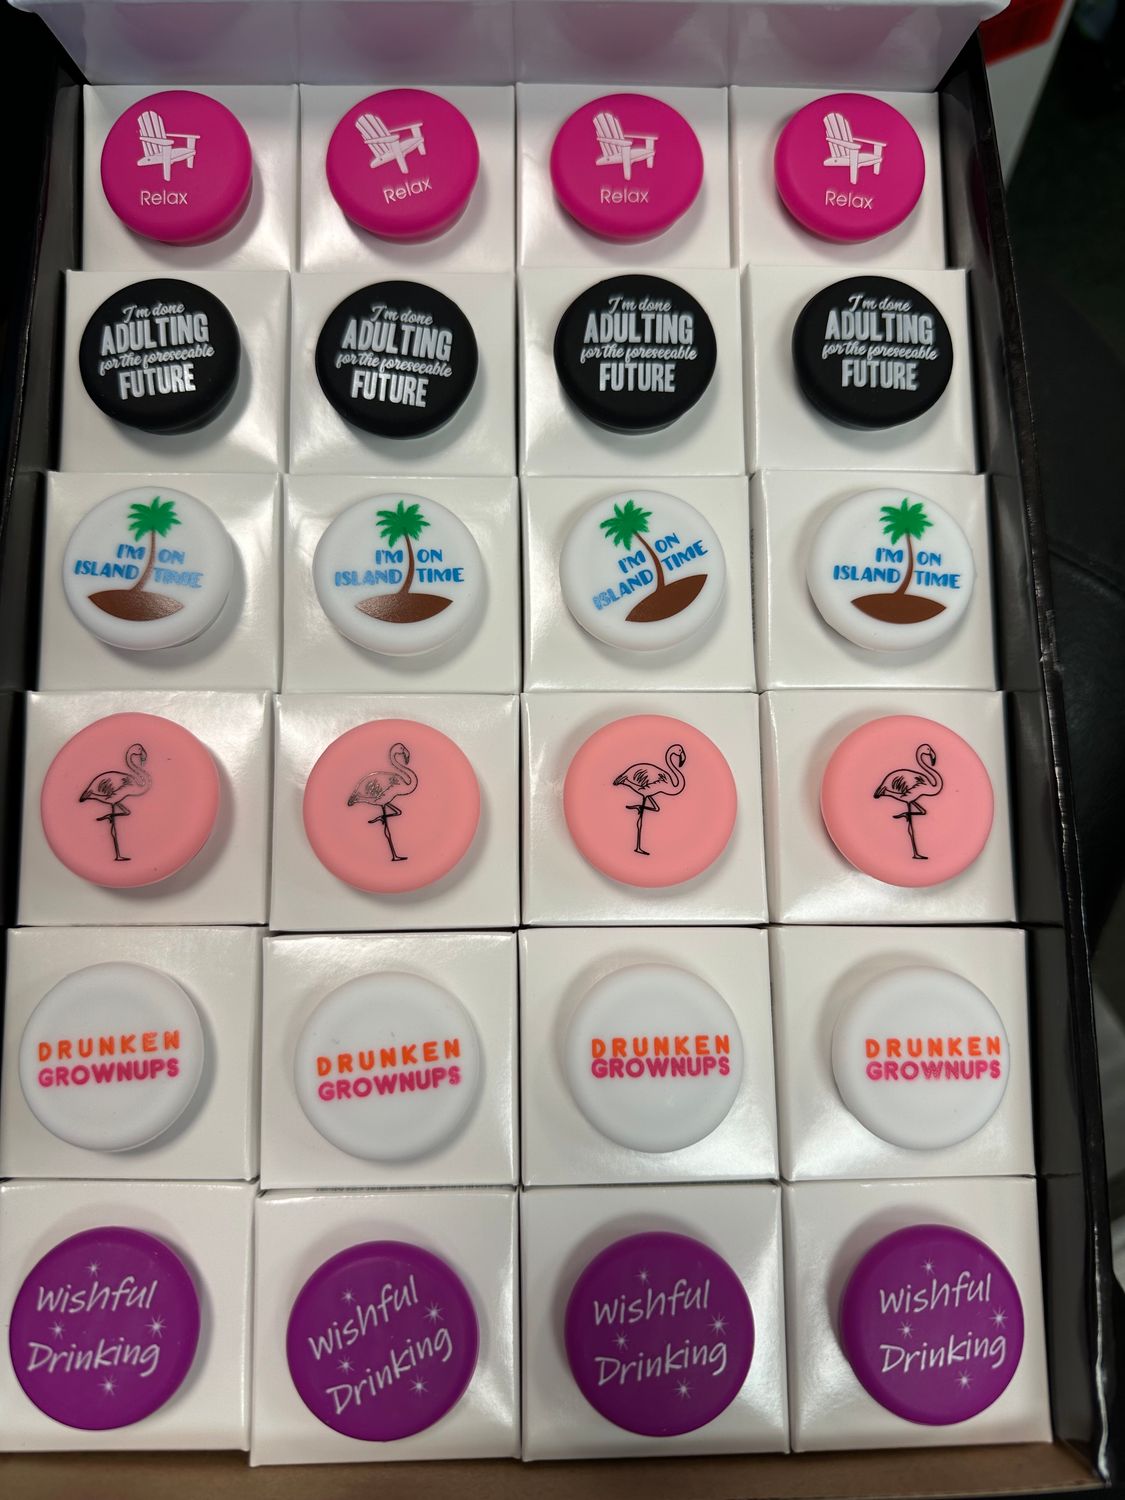 Relax
Relax
Relax
Relax
I'm done
ADULTING
for the foreseeable
FUTURE
I'm done
ADULTING
for the foreseeable
FUTURE
I'm done
ADULTING
for the foreseeable
FUTURE
I'm done
ADULTING
for the foreseeable
FUTURE
I'M ON
ISLAND TIME
I'M ON
ISLAND TIME
I'M ON
ISLAND TIME
I'M ON
ISLAND TIME
DRUNKEN
GROWNUPS
DRUNKEN
GROWNUPS
DRUNKEN
GROWNUPS
DRUNKEN
GROWNUPS
Wishful
Drinking
Wishful
Drinking
Wishful
Drinking
Wishful
Drinking